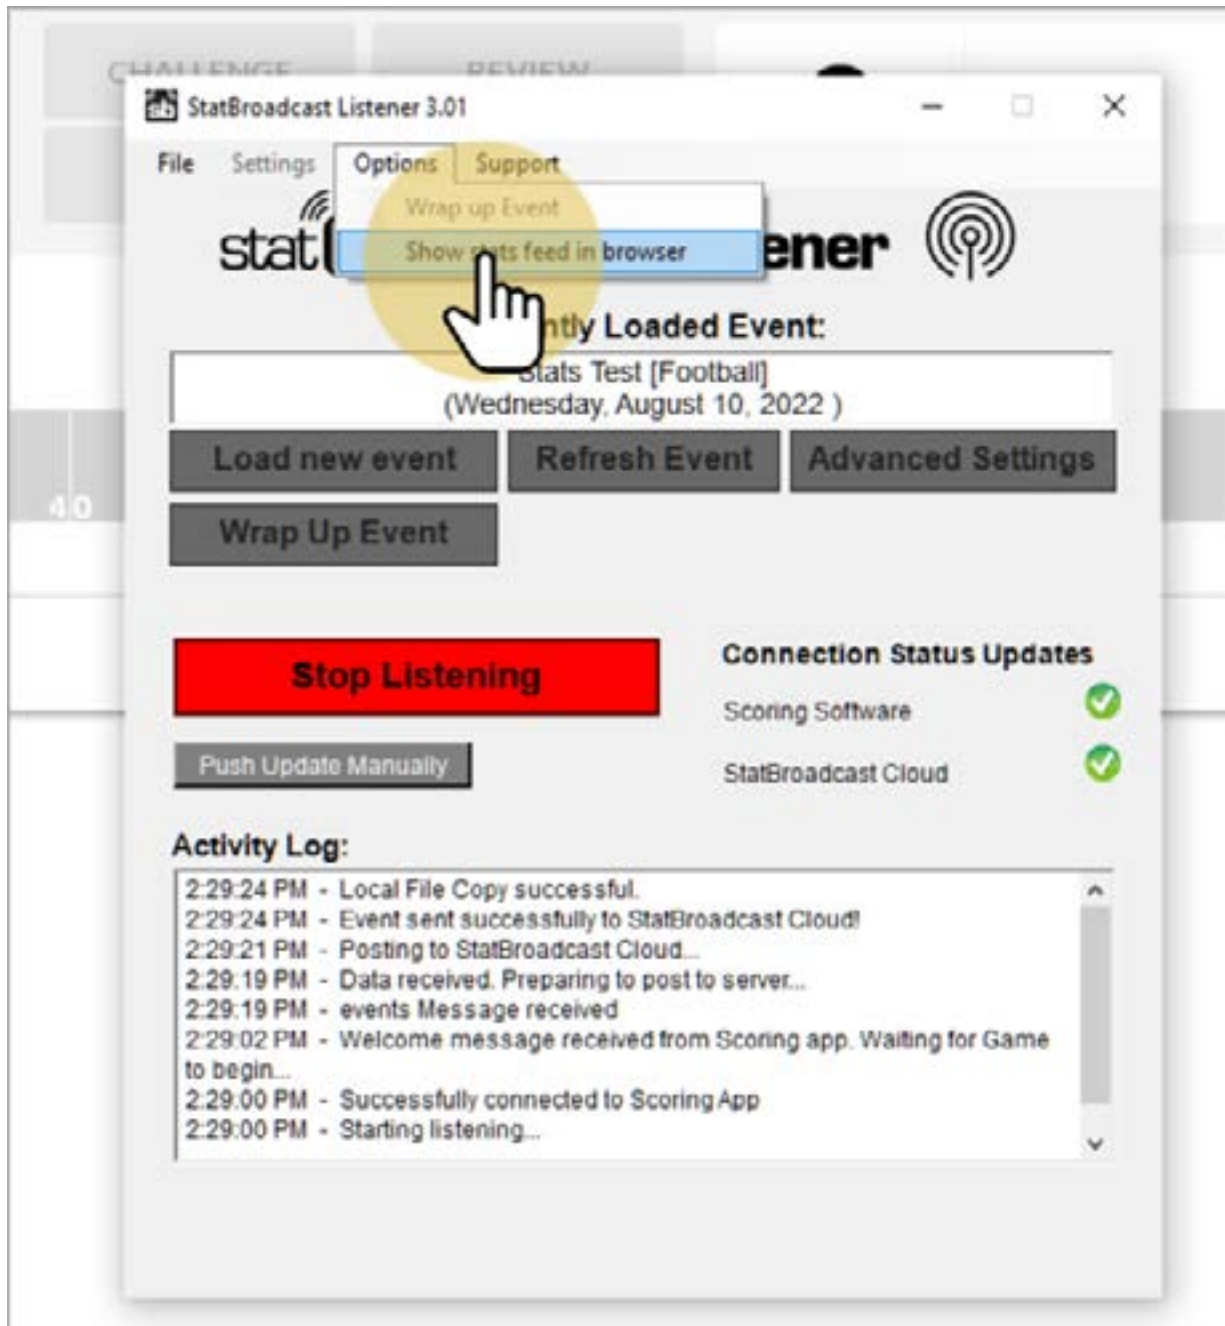 CHALLENGE REVIEW
StatBroadcast Listener 3.01
File Settings Options Support
Wrap up Event
Show stats feed in browser
stat ener
ntly Loaded Event:
Stats Test [Football]
(Wednesday, August 10, 2022 )
Load new event Refresh Event Advanced Settings
40
Wrap Up Event
Stop Listening
Connection Status Updates
Scoring Software
Push Update Manually
StatBroadcast Cloud
Activity Log:
2:29:24 PM - Local File Copy successful.
2:29:24 PM - Event sent successfully to StatBroadcast Cloud!
2:29:21 PM - Posting to StatBroadcast Cloud...
2:29:19 PM - Data received. Preparing to post to server...
2:29:19 PM - events Message received
2:29:02 PM - Welcome message received from Scoring app. Waiting for Game
to begin...
2:29:00 PM - Successfully connected to Scoring App
2:29:00 PM - Starting listening...